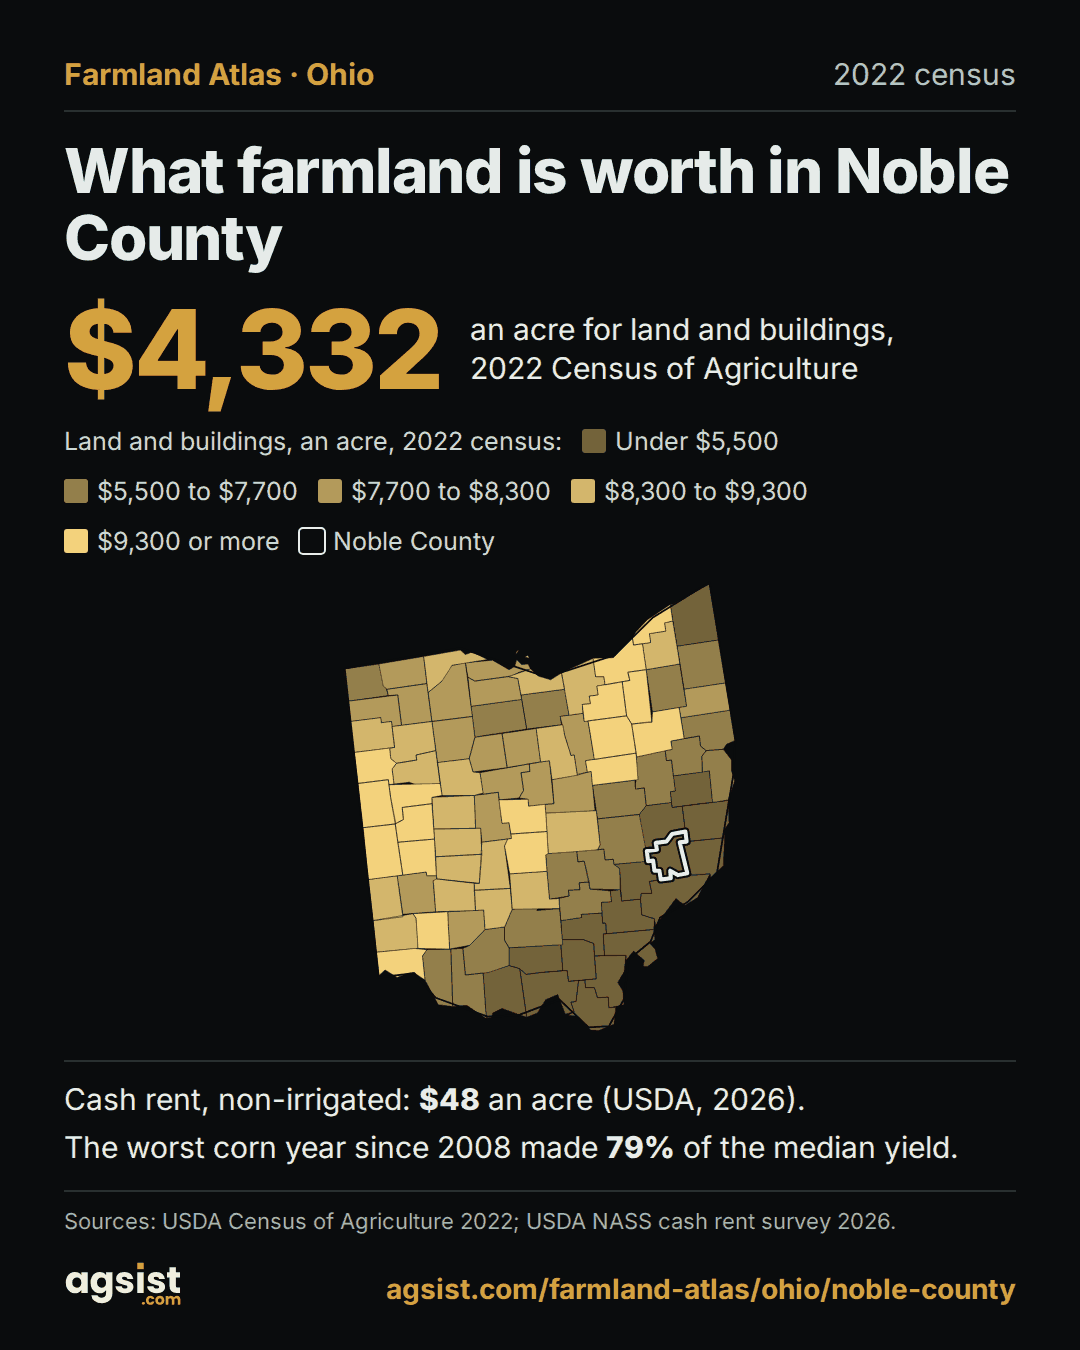 Farmland Atlas · Ohio
2022 census
What farmland is worth in Noble
County
$4,332
an acre for land and buildings,
2022 Census of Agriculture
Land and buildings, an acre, 2022 census: Under $5,500
$5,500 to $7,700 $7,700 to $8,300 $8,300 to $9,300
$9,300 or more Noble County
Cash rent, non-irrigated: $48 an acre (USDA, 2026).
The worst corn year since 2008 made 79% of the median yield.
Sources: USDA Census of Agriculture 2022; USDA NASS cash rent survey 2026.
agsist
.com
agsist.com/farmland-atlas/ohio/noble-county